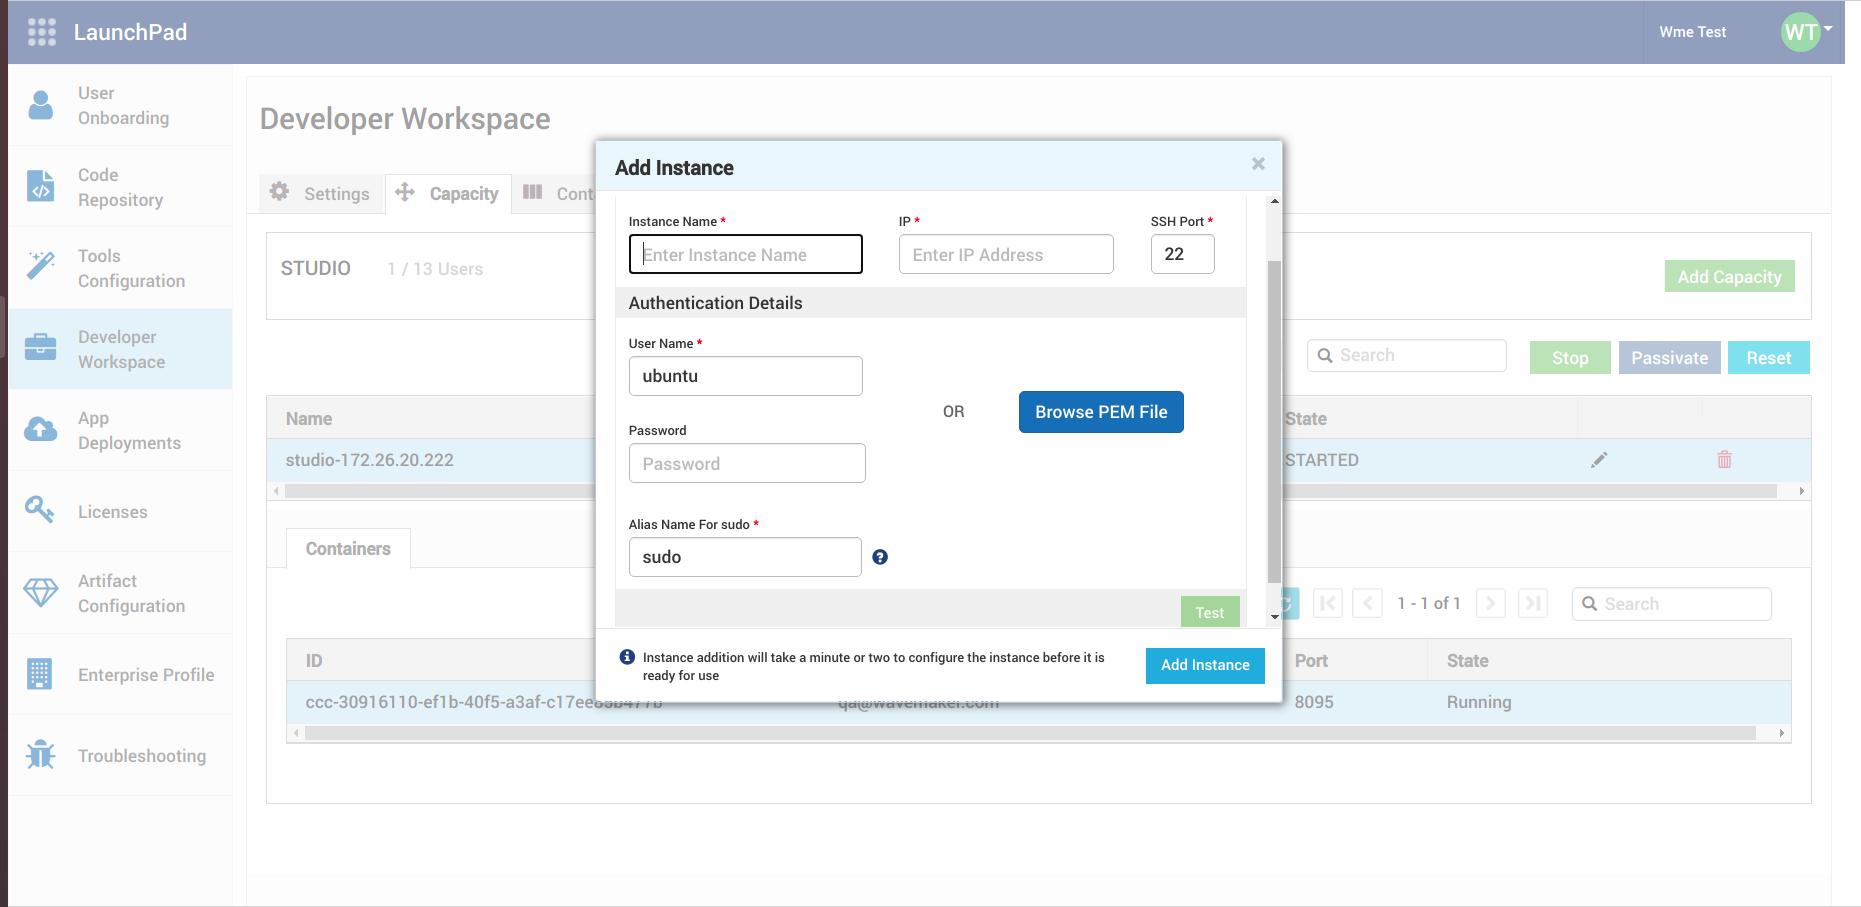 LaunchPad
Wme Test
WT
User
Onboarding
Code
Repository
Tools
Configuration
Developer
Workspace
App
Deployments
Licenses
Artifact
Configuration
Enterprise Profile
Troubleshooting
Developer Workspace
Settings
Capacity
Cont
STUDIO
1 / 13 Users
Add Capacity
Search
Stop
Passivate
Reset
Name
State
studio-172.26.20.222
STARTED
Containers
1 - 1 of 1
Search
ID
Port
State
ccc-30916110-ef1b-40f5-a3af-c17ee85b477b
qa@wavemaker.com
8095
Running
Add Instance
×
Instance Name *
IP *
SSH Port *
Enter Instance Name
Enter IP Address
22
Authentication Details
User Name *
ubuntu
OR
Browse PEM File
Password
Password
Alias Name For sudo *
sudo
?
Test
Instance addition will take a minute or two to configure the instance before it is
ready for use
Add Instance